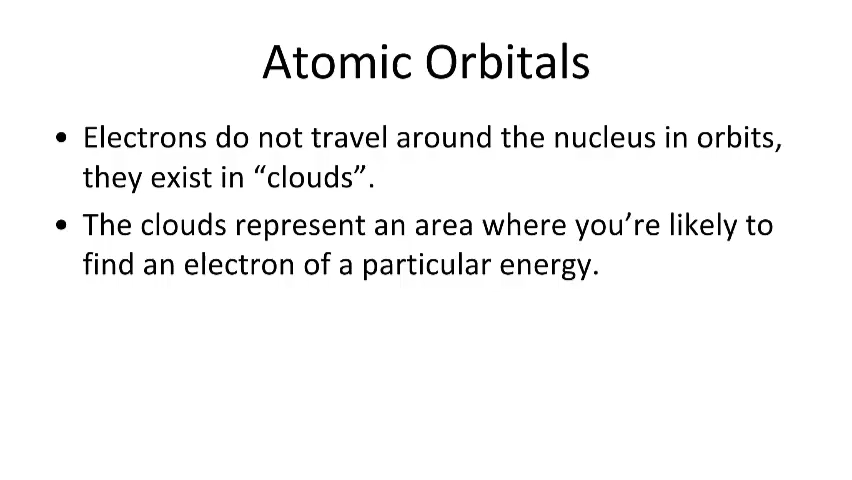 Atomic Orbitals
• Electrons do not travel around the nucleus in orbits,
they exist in “clouds”.
• The clouds represent an area where you’re likely to
find an electron of a particular energy.